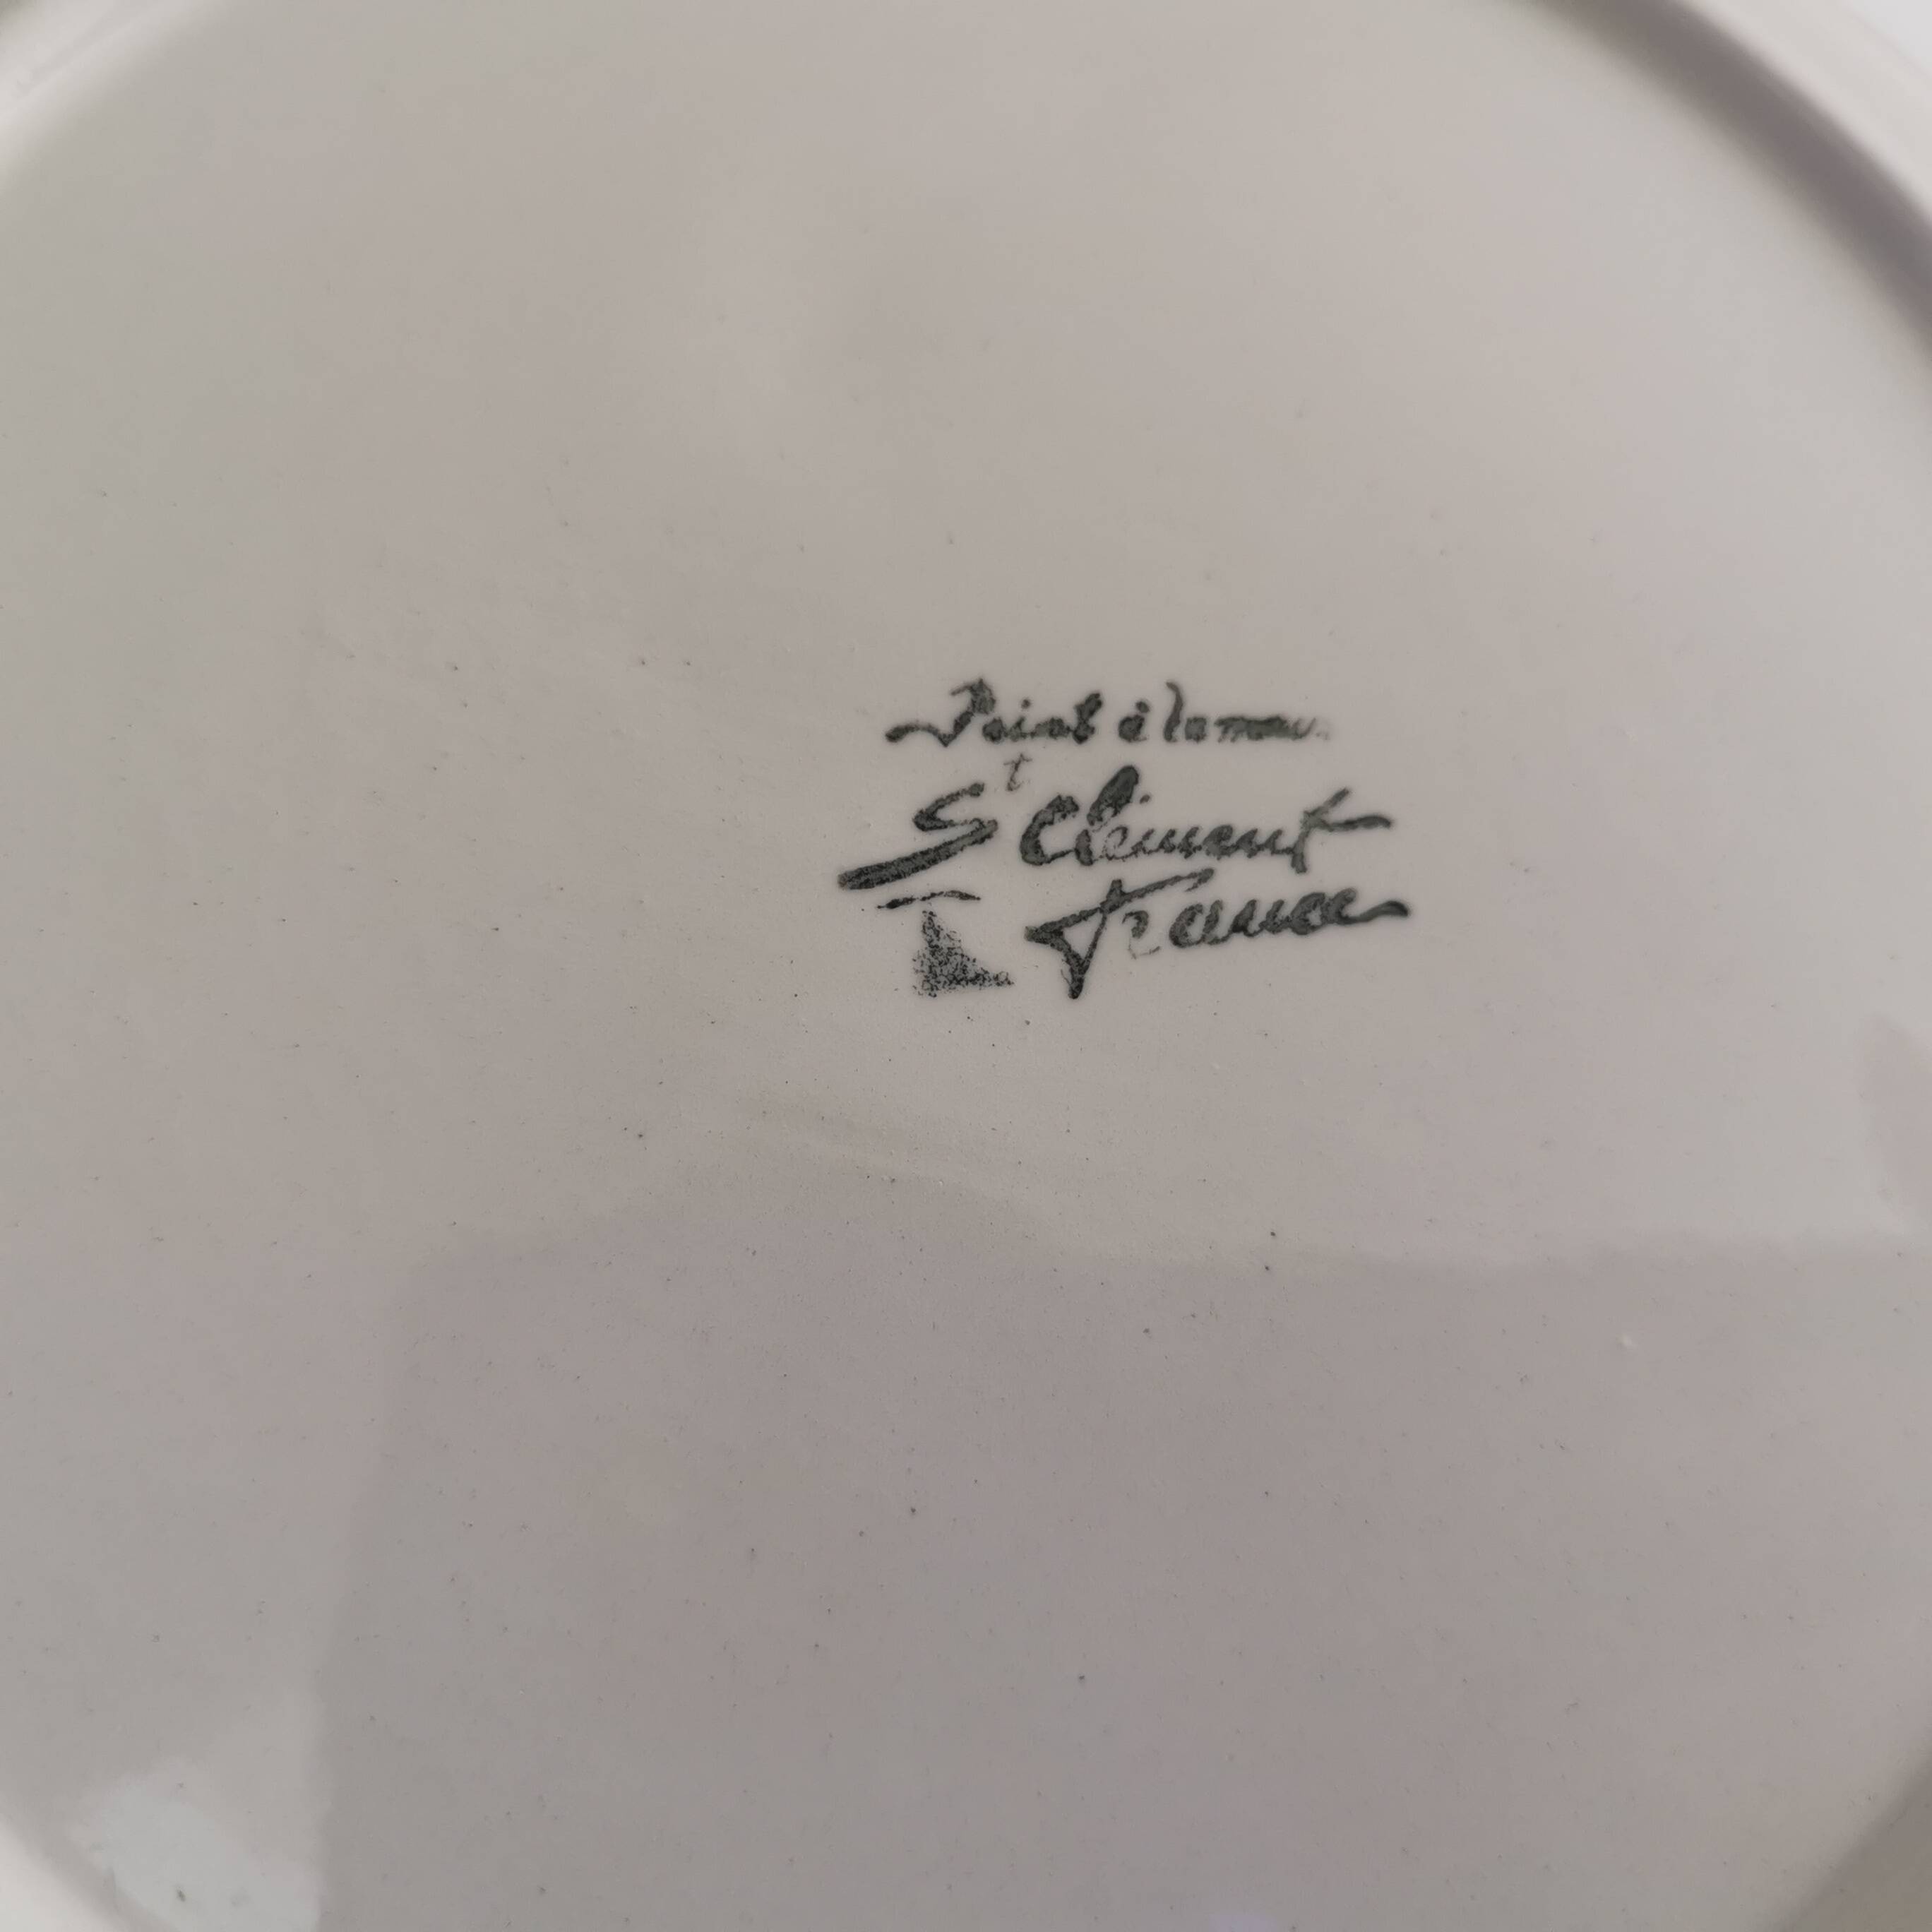 Peint à la main
St Clément
France